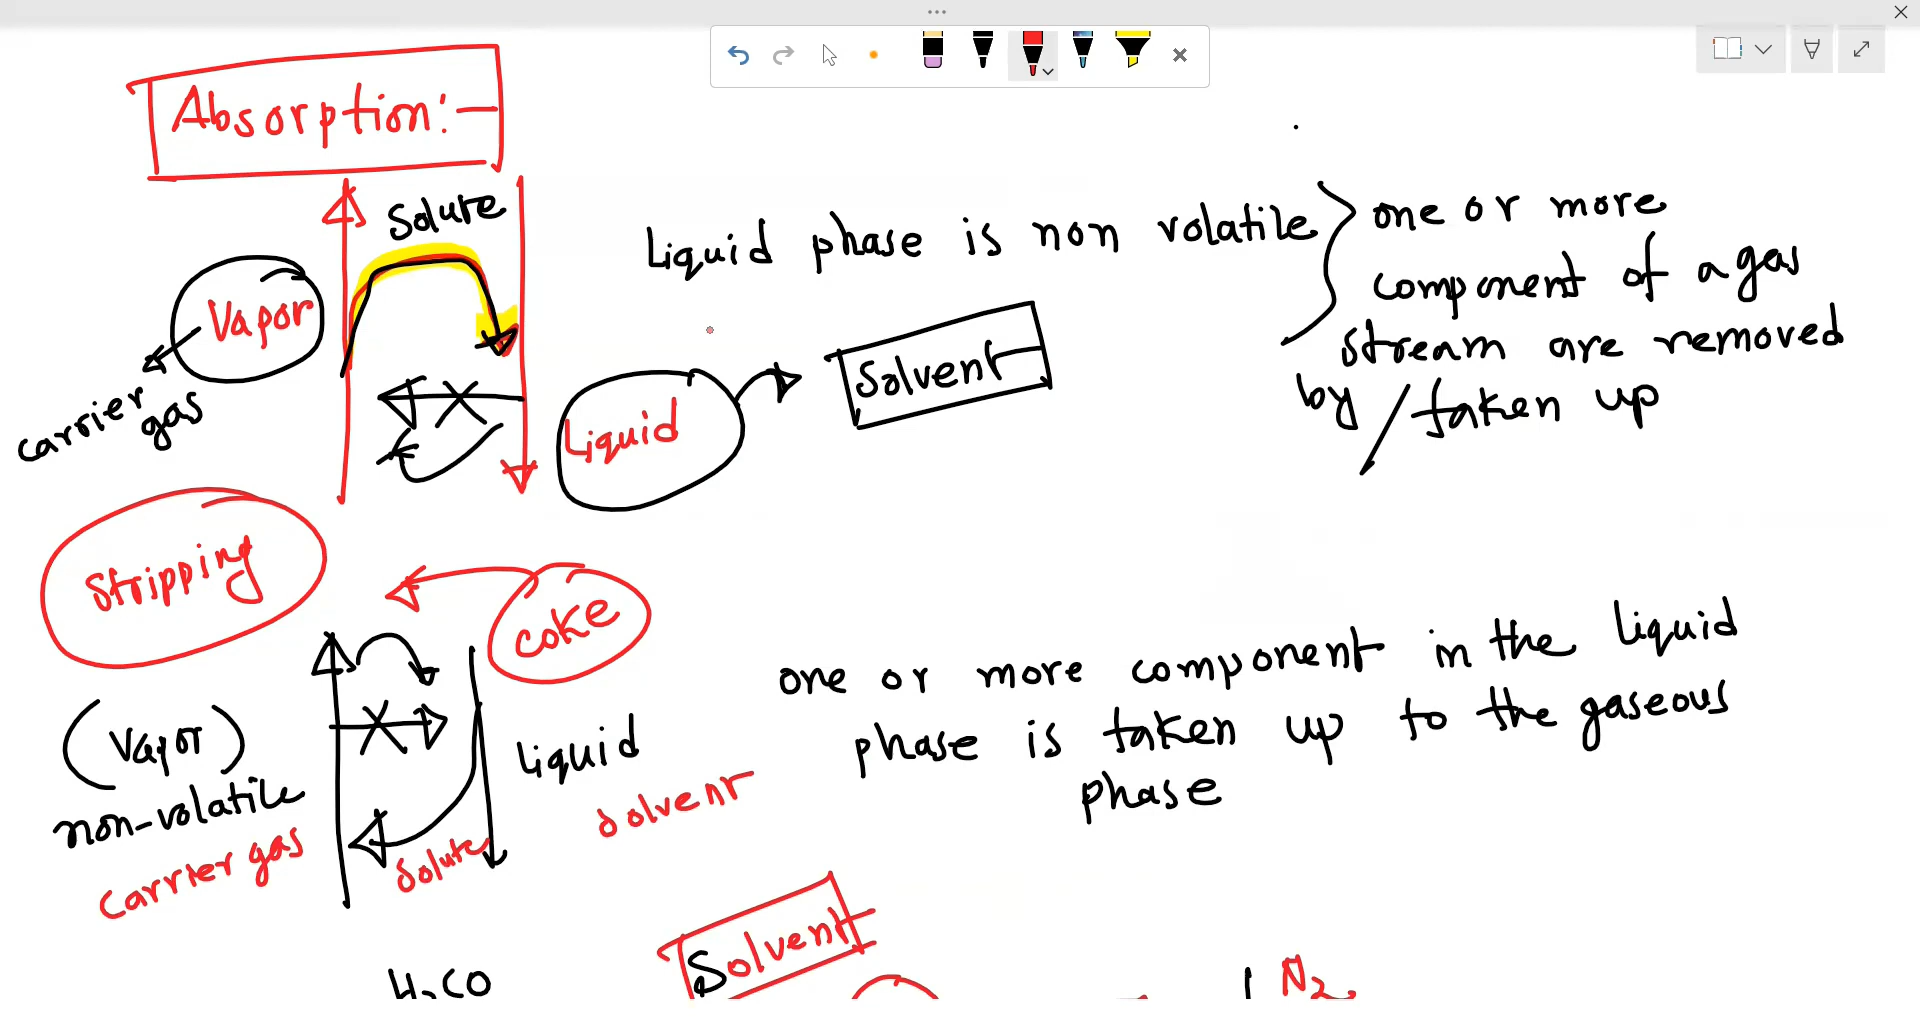 Absorption:-
Solute
Vapor
carrier gas
Liquid phase is non volatile
one or more
component of a gas
stream are removed
by / taken up
Solvent
Liquid
Stripping
coke
(Vapor)
non-volatile
carrier gas
Liquid
Solvent
Solute
one or more component in the liquid
phase is taken up to the gaseous
phase
Solvent
H2CO
N2